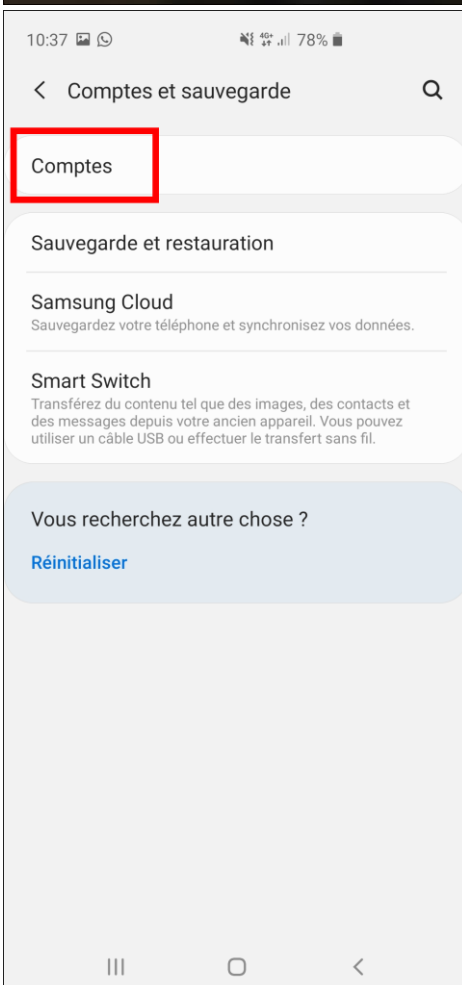 10:37 4G+ 78%
Comptes et sauvegarde
Comptes
Sauvegarde et restauration
Samsung Cloud
Sauvegardez votre téléphone et synchronisez vos données.
Smart Switch
Transférez du contenu tel que des images, des contacts et
des messages depuis votre ancien appareil. Vous pouvez
utiliser un câble USB ou effectuer le transfert sans fil.
Vous recherchez autre chose ?
Réinitialiser